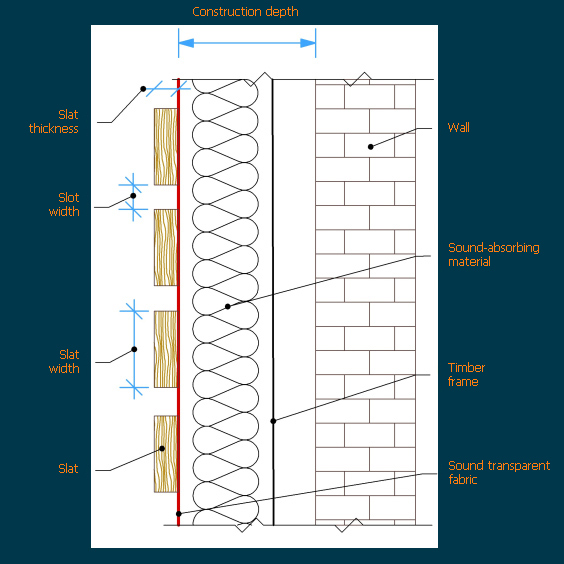 Construction depth
Slat
thickness
Wall
Slot
width
Sound-absorbing
material
Slat
width
Timber
frame
Slat
Sound transparent
fabric